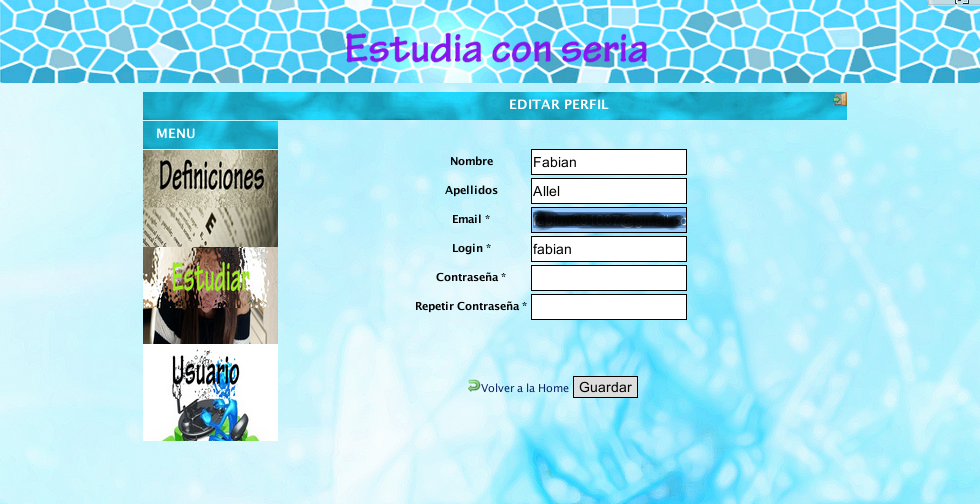 Estudia con seria
EDITAR PERFIL
MENU
Definiciones
Estudiar
Usuario
Nombre Fabian
Apellidos Allel
Email *
Login * fabian
Contraseña *
Repetir Contraseña *
Volver a la Home Guardar